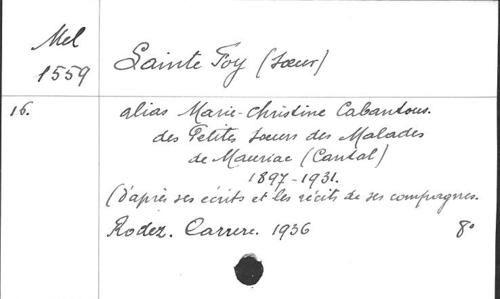 Mel
1559
Sainte Foy (Sœur)
16.
alias Marie-Christine Cabantous.
des Petites Sœurs des Malades
de Mauriac (Cantal)
1897-1931.
(D'après ses écrits et les récits de ses compagnes.
Rodez. Carrere. 1936
8°